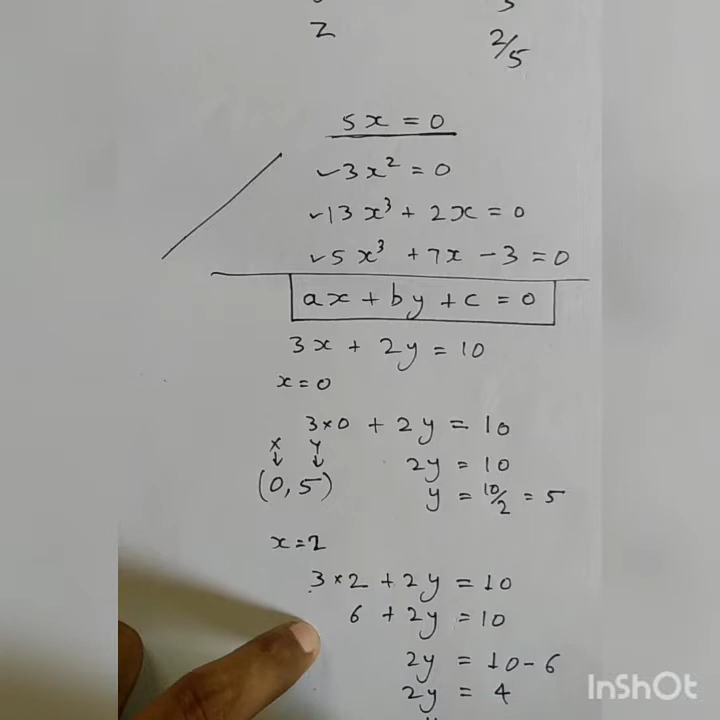 2
2/5
5x = 0
✓3x² = 0
✓13x³ + 2x = 0
✓5x³ + 7x - 3 = 0
ax + by + c = 0
3x + 2y = 10
x = 0
3×0 + 2y = 10
x y
↓ ↓
2y = 10
(0, 5)
y = 10/2 = 5
x = 2
3×2 + 2y = 10
6 + 2y = 10
2y = 10-6
2y = 4
InShOt